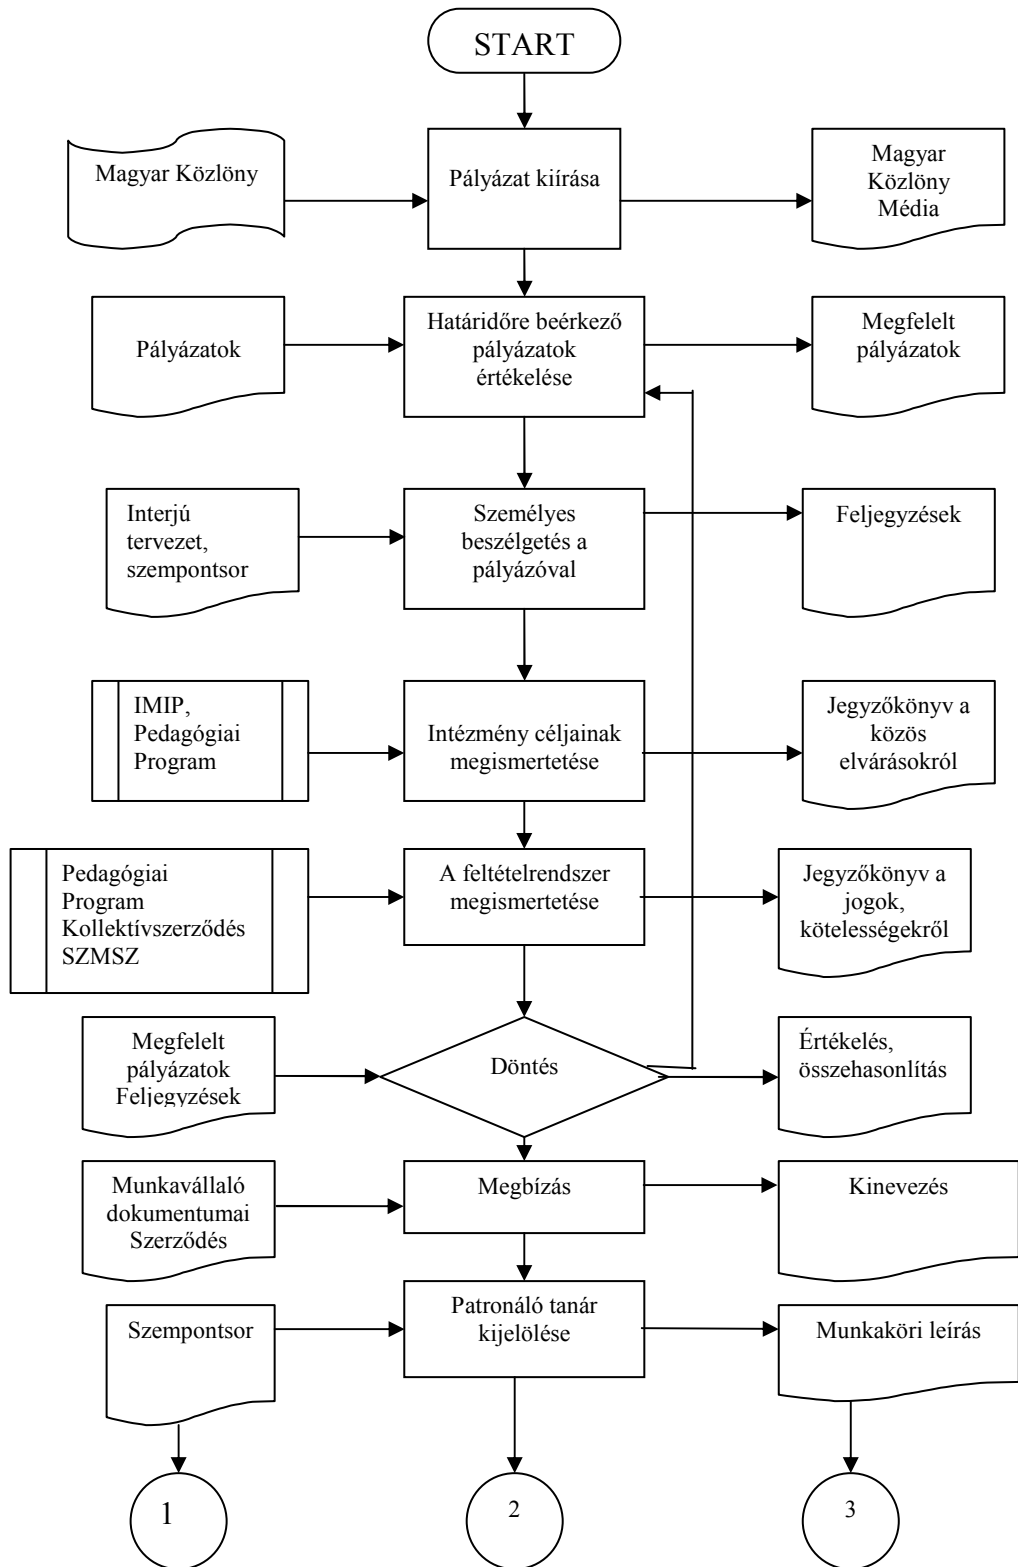 START
Magyar Közlöny
Pályázat kiírása
Magyar
Közlöny
Média
Pályázatok
Határidőre beérkező
pályázatok
értékelése
Megfelelt
pályázatok
Interjú
tervezet,
szempontsor
Személyes
beszélgetés a
pályázóval
Feljegyzések
IMIP,
Pedagógiai
Program
Intézmény céljainak
megismertetése
Jegyzőkönyv a
közös
elvárásokról
Pedagógiai
Program
Kollektívszerződés
SZMSZ
A feltételrendszer
megismertetése
Jegyzőkönyv a
jogok,
kötelességekről
Megfelelt
pályázatok
Feljegyzések
Döntés
Értékelés,
összehasonlítás
Munkavállaló
dokumentumai
Szerződés
Megbízás
Kinevezés
Szempontsor
Patronáló tanár
kijelölése
Munkaköri leírás
1
2
3